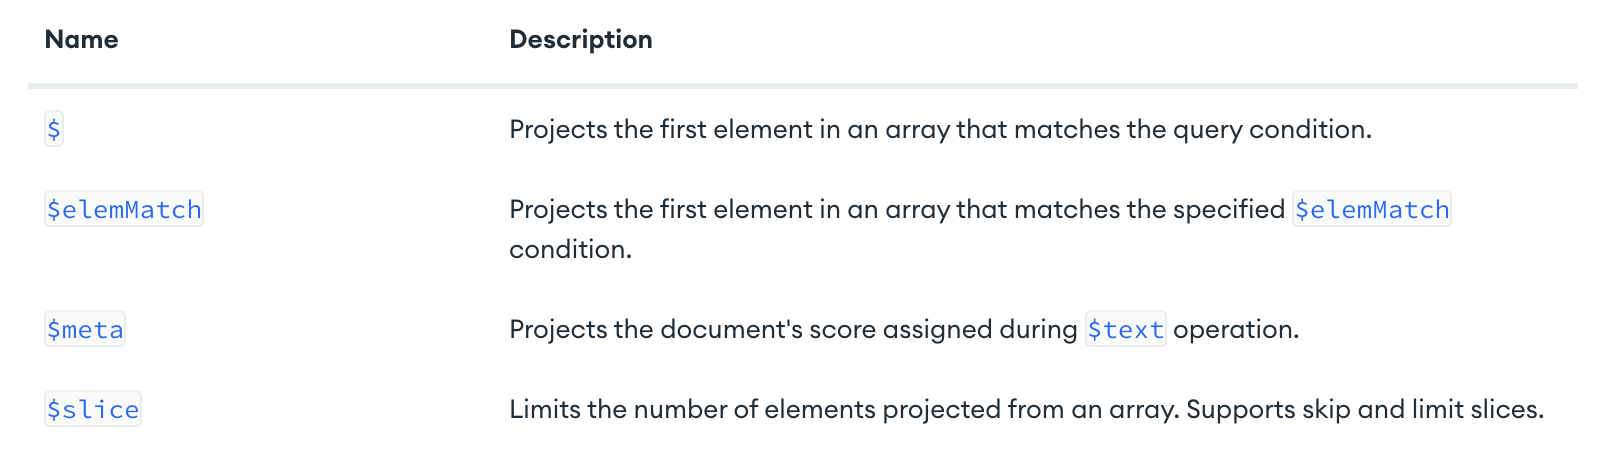 Name Description
$ Projects the first element in an array that matches the query condition.
$elemMatch Projects the first element in an array that matches the specified $elemMatch
condition.
$meta Projects the document's score assigned during $text operation.
$slice Limits the number of elements projected from an array. Supports skip and limit slices.